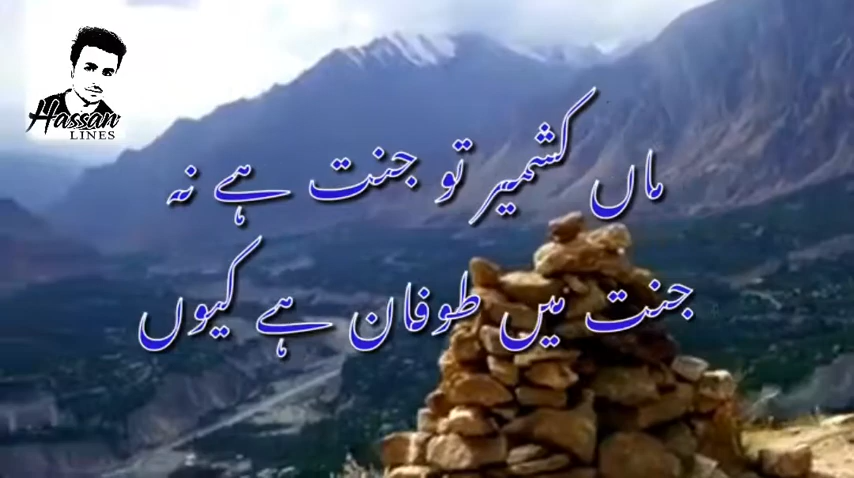 Hassan
LINES
ماں کشمیر تو جنت ہے نہ
جنت میں طوفان ہے کیوں